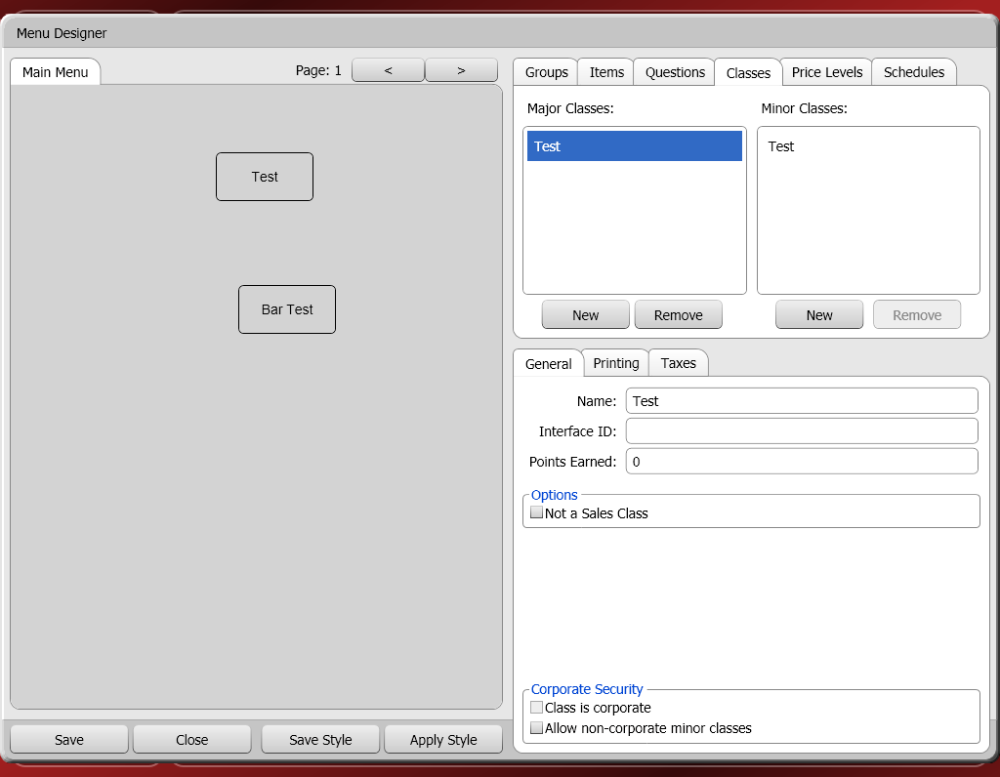 Menu Designer
Main Menu
Page: 1
<
>
Test
Bar Test
Save
Close
Save Style
Apply Style
Groups
Items
Questions
Classes
Price Levels
Schedules
Major Classes:
Minor Classes:
Test
Test
New
Remove
New
Remove
General
Printing
Taxes
Name: Test
Interface ID:
Points Earned: 0
Options
Not a Sales Class
Corporate Security
Class is corporate
Allow non-corporate minor classes